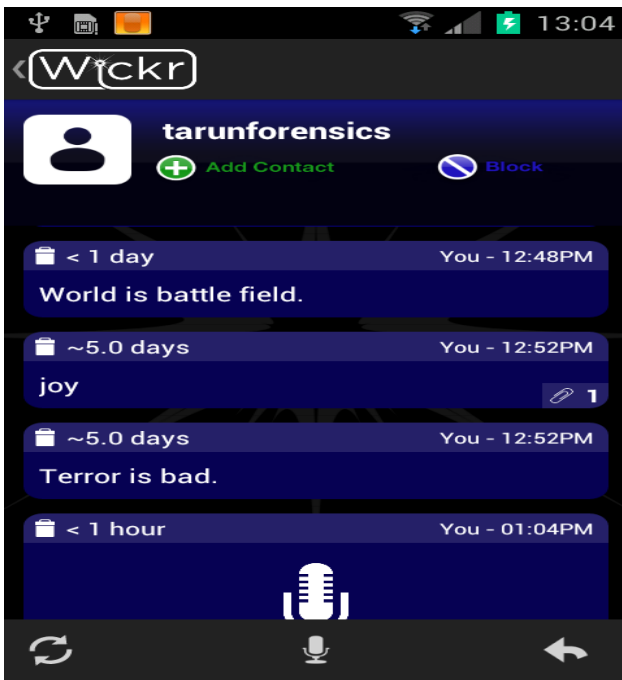 13:04
Wickr
tarunforensics
Add Contact Block
< 1 day You - 12:48PM
World is battle field.
~5.0 days You - 12:52PM
joy
1
~5.0 days You - 12:52PM
Terror is bad.
< 1 hour You - 01:04PM